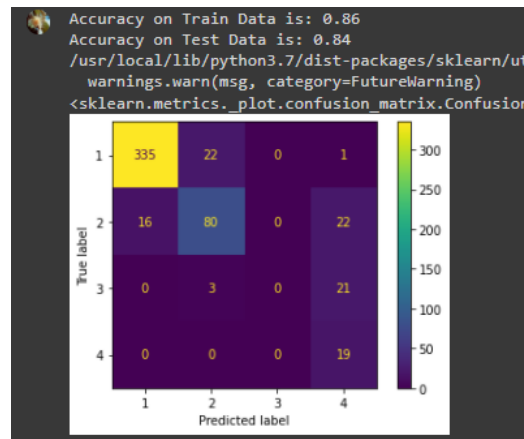 Accuracy on Train Data is: 0.86
Accuracy on Test Data is: 0.84
/usr/local/lib/python3.7/dist-packages/sklearn/ut
warnings.warn(msg, category=FutureWarning)
<sklearn.metrics._plot.confusion_matrix.Confusion
1 335 22 0 1 300
250
2 16 80 0 22 200
True label
150
3 0 3 0 21 100
50
4 0 0 0 19 0
1 2 3 4
Predicted label